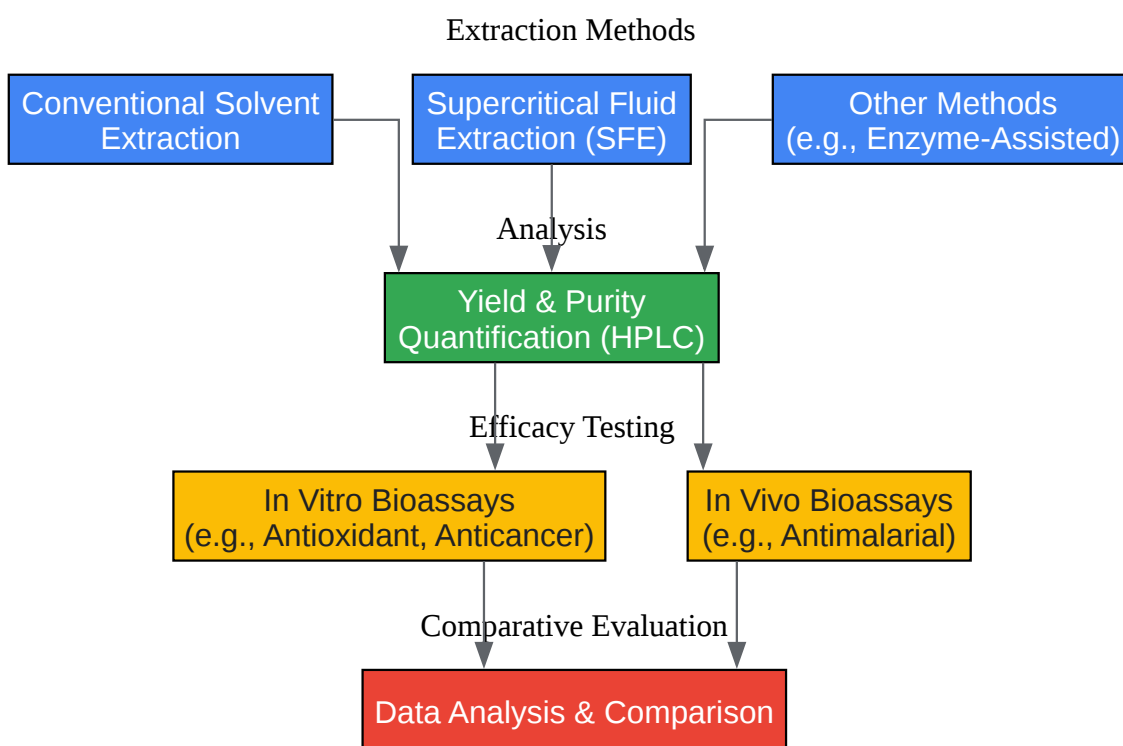 Extraction Methods
Conventional Solvent
Extraction
Supercritical Fluid
Extraction (SFE)
Other Methods
(e.g., Enzyme-Assisted)
Analysis
Yield & Purity
Quantification (HPLC)
Efficacy Testing
In Vitro Bioassays
(e.g., Antioxidant, Anticancer)
In Vivo Bioassays
(e.g., Antimalarial)
Comparative Evaluation
Data Analysis & Comparison